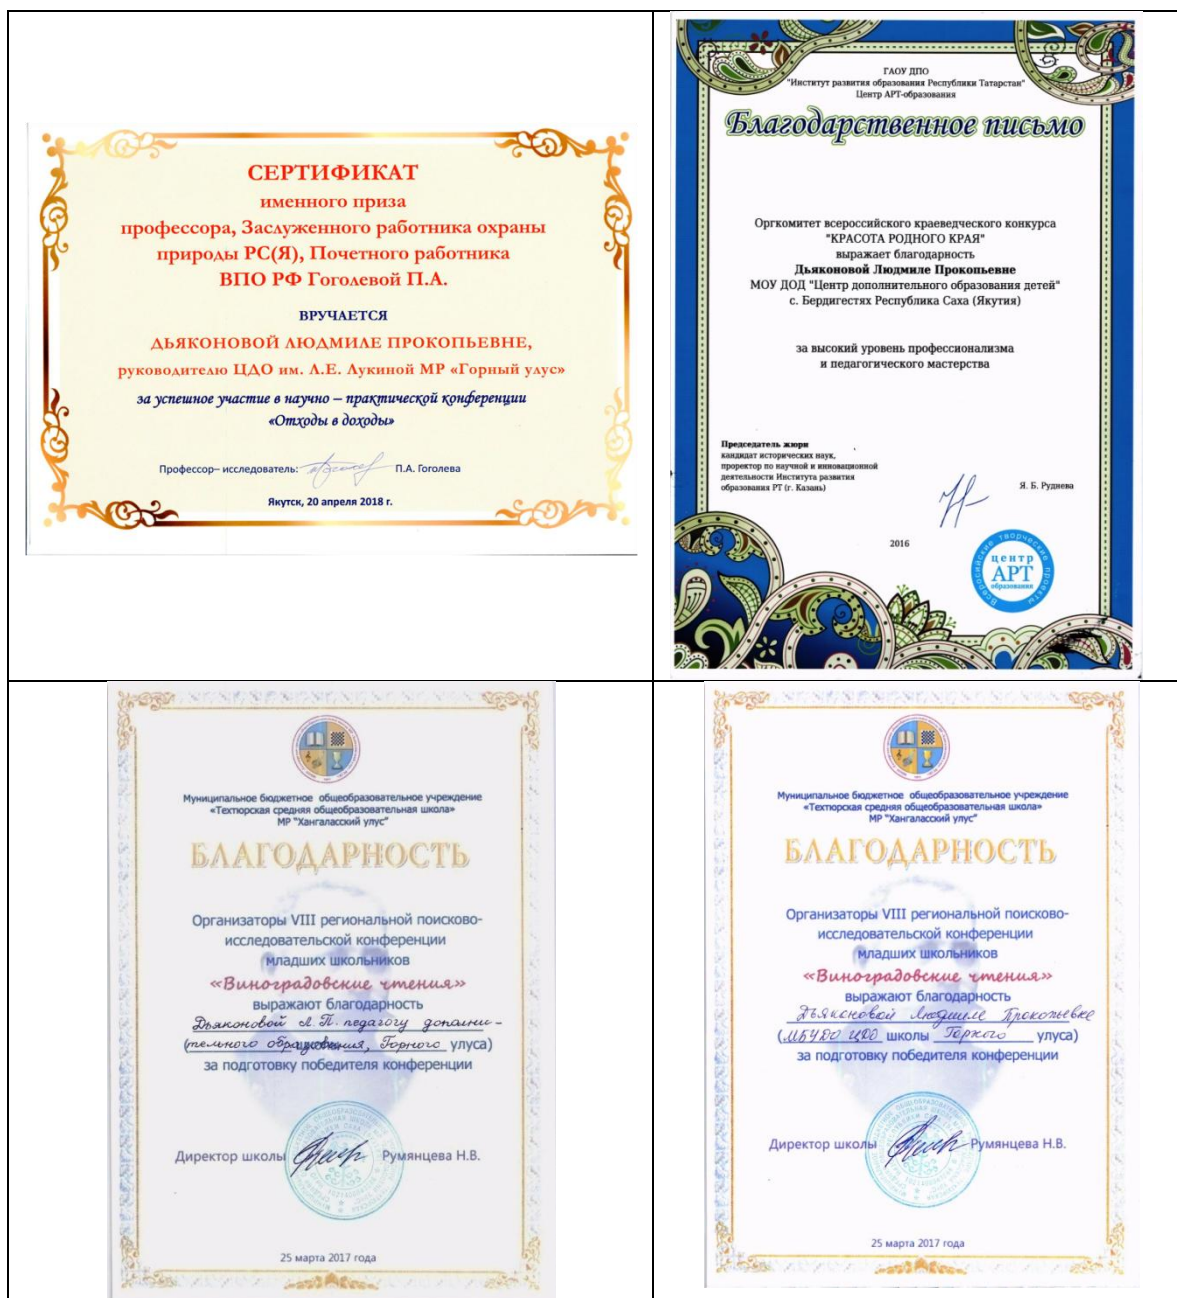 СЕРТИФИКАТ
именного приза
профессора, Заслуженного работника охраны
природы РС(Я), Почетного работника
ВПО РФ Гоголевой П.А.
ВРУЧАЕТСЯ
ДЬЯКОНОВОЙ ЛЮДМИЛЕ ПРОКОПЬЕВНЕ,
руководителю ЦДО им. Л.Е. Лукиной МР «Горный улус»
за успешное участие в научно – практической конференции
«Отходы в доходы»
Профессор– исследователь: П.А. Гоголева
Якутск, 20 апреля 2018 г.
ГАОУ ДПО
"Институт развития образования Республики Татарстан"
Центр АРТ-образования
Благодарственное письмо
Оргкомитет всероссийского краеведческого конкурса
"КРАСОТА РОДНОГО КРАЯ"
выражает благодарность
Дьяконовой Людмиле Прокопьевне
МОУ ДОД "Центр дополнительного образования детей"
с. Бердигестях Республика Саха (Якутия)
за высокий уровень профессионализма
и педагогического мастерства
Председатель жюри
кандидат исторических наук,
проректор по научной и инновационной
деятельности Института развития
образования РТ (г. Казань)
Я. Б. Руднева
2016
Всероссийские творческие проекты
центр
АРТ
образования
Муниципальное бюджетное общеобразовательное учреждение
«Техтюрская средняя общеобразовательная школа»
МР "Хангаласский улус"
БЛАГОДАРНОСТЬ
Организаторы VIII региональной поисково-
исследовательской конференции
младших школьников
«Виноградовские чтения»
выражают благодарность
Дьяконовой Л.П. педагогу дополни-
(тельного образования, Горного улуса)
за подготовку победителя конференции
Директор школы Румянцева Н.В.
25 марта 2017 года
Муниципальное бюджетное общеобразовательное учреждение
«Техтюрская средняя общеобразовательная школа»
МР "Хангаласский улус"
БЛАГОДАРНОСТЬ
Организаторы VIII региональной поисково-
исследовательской конференции
младших школьников
«Виноградовские чтения»
выражают благодарность
Дьяконовой Людмиле Прокопьевне
(МБУДО ЦДО школы Горного улуса)
за подготовку победителя конференции
Директор школы Румянцева Н.В.
25 марта 2017 года